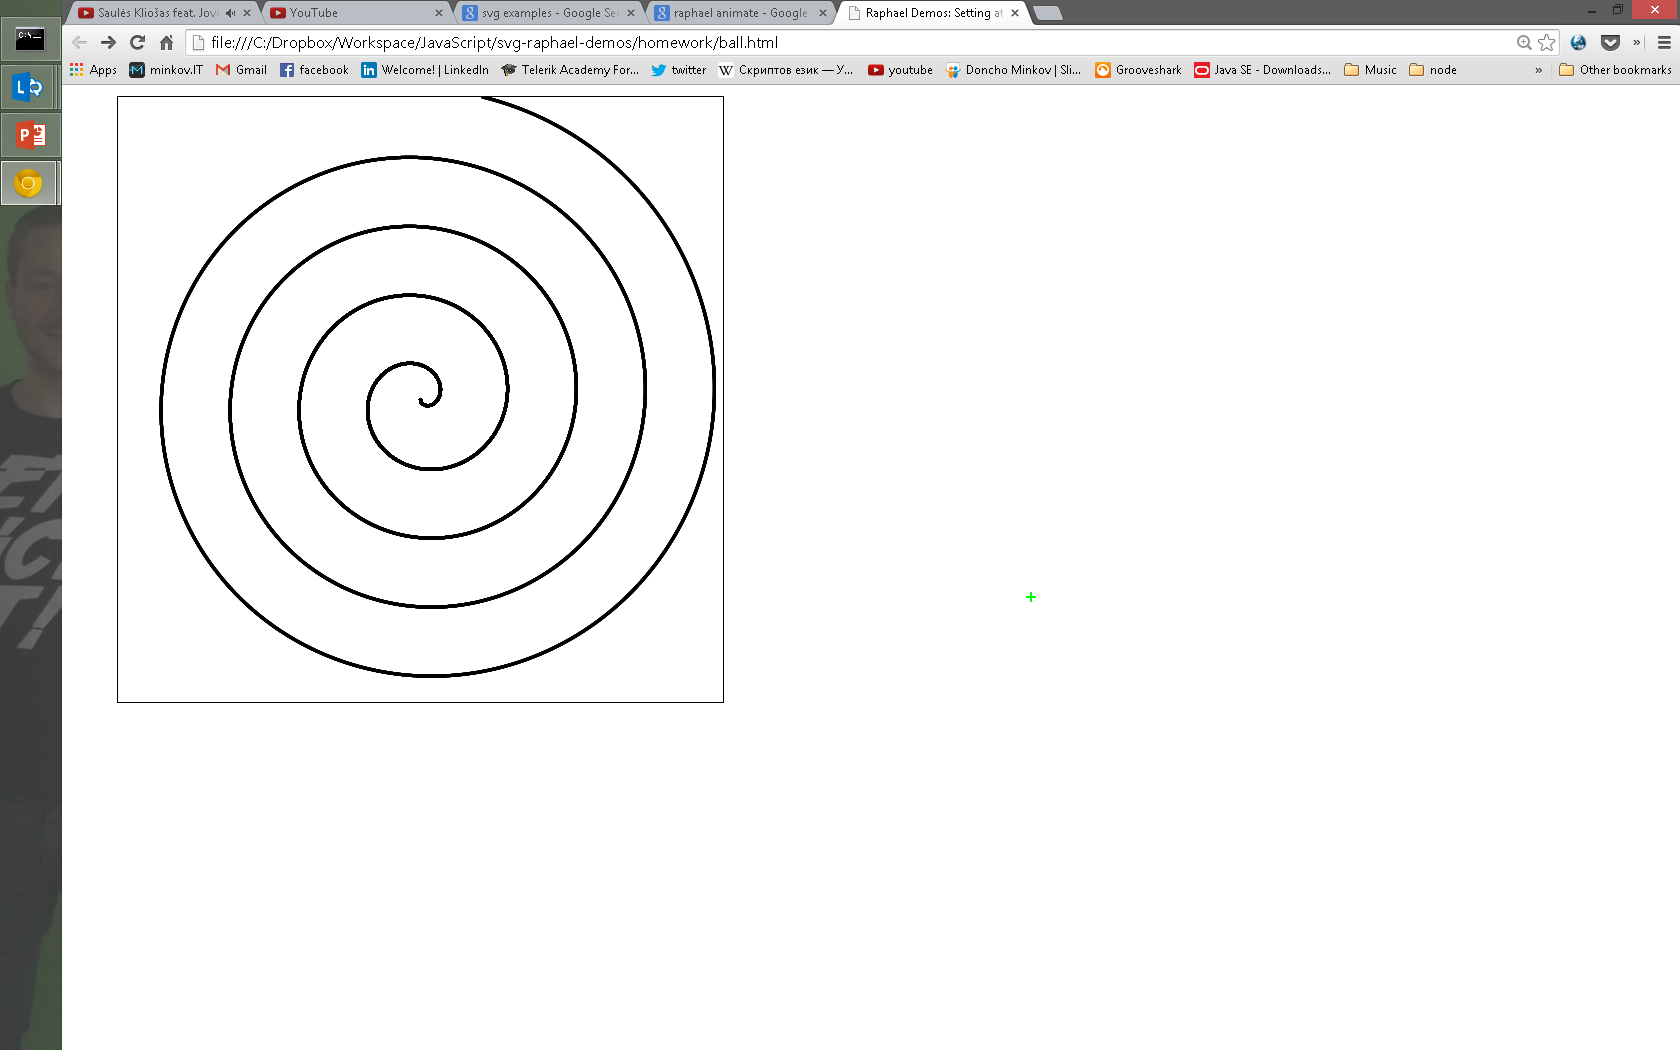 Saulės Kliošas feat. Jov
YouTube
svg examples - Google Se
raphael animate - Google
Raphael Demos: Setting at
file:///C:/Dropbox/Workspace/JavaScript/svg-raphael-demos/homework/ball.html
Apps
minkov.IT
Gmail
facebook
Welcome! | LinkedIn
Telerik Academy For...
twitter
Скриптов език — У...
youtube
Doncho Minkov | Sli...
Grooveshark
Java SE - Downloads...
Music
node
»
Other bookmarks